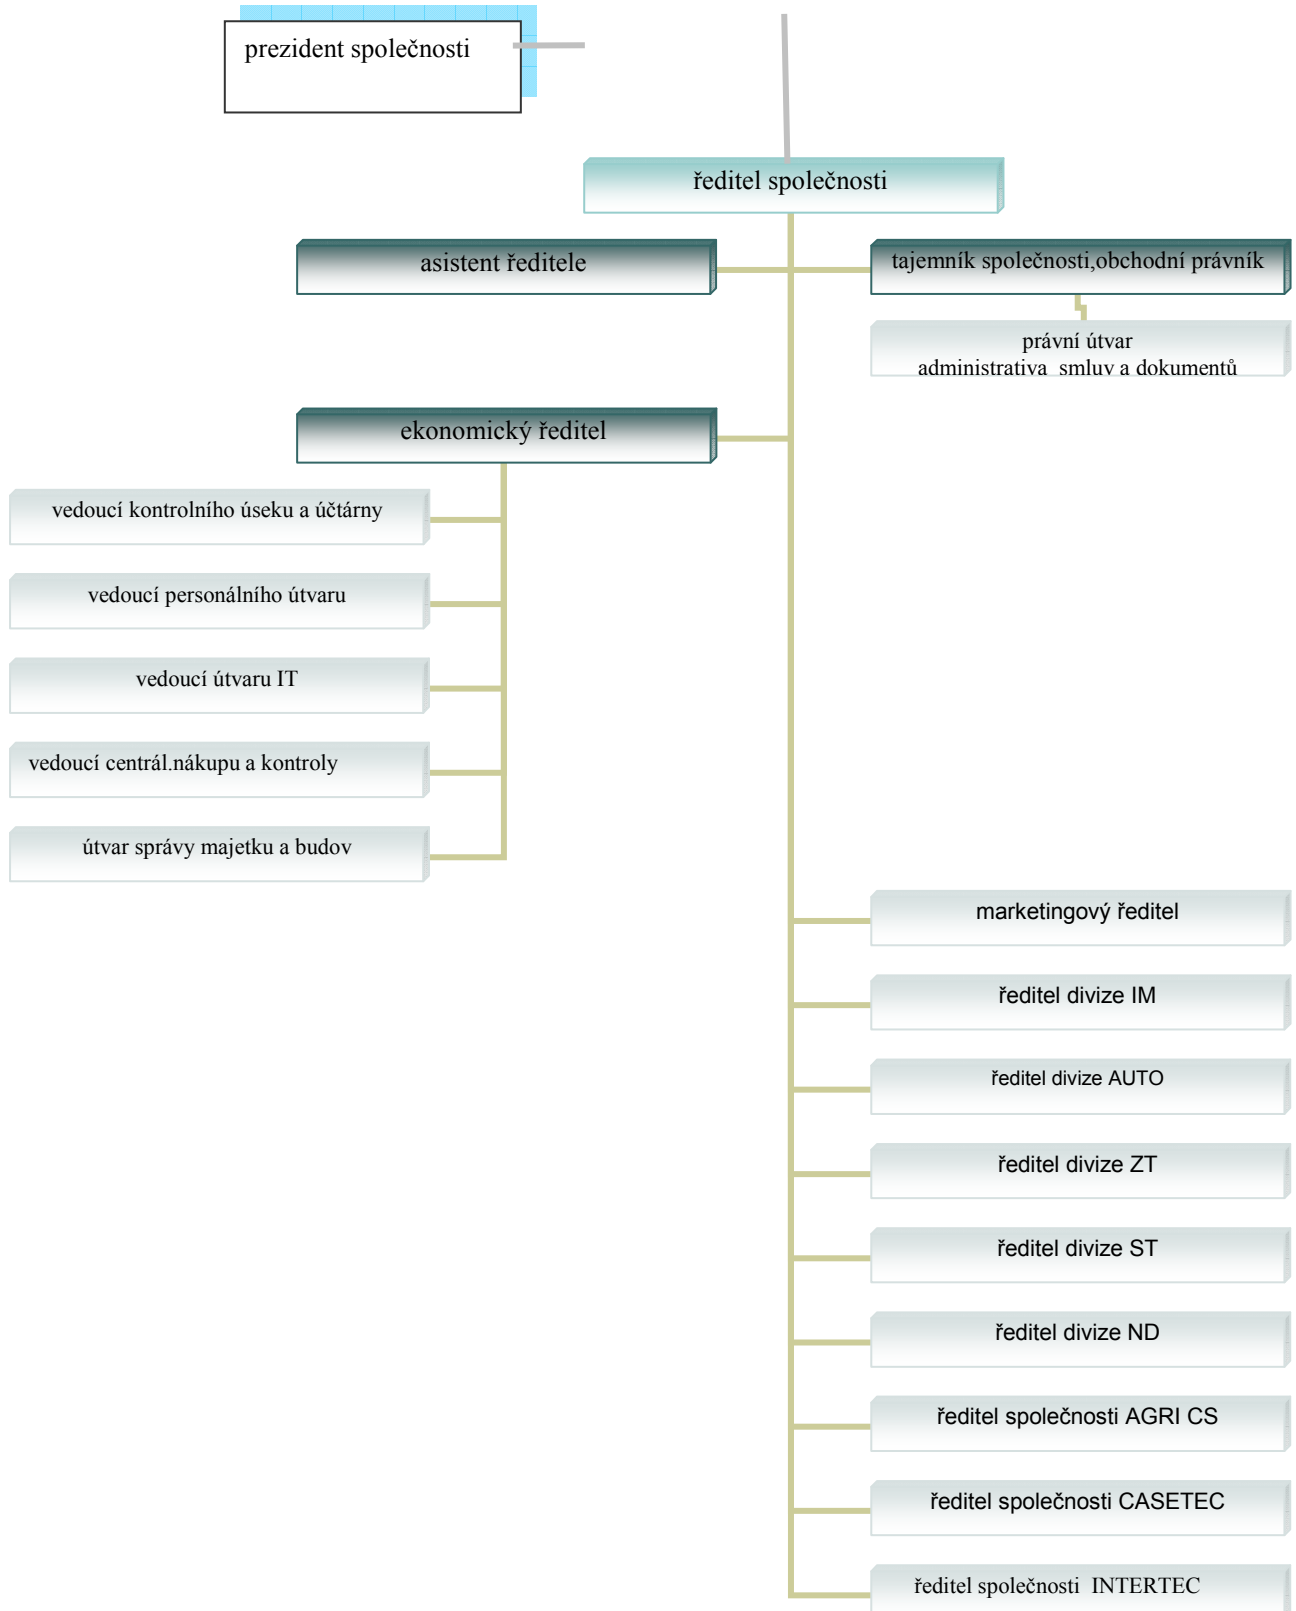 prezident společnosti
ředitel společnosti
asistent ředitele
tajemník společnosti,obchodní právník
právní útvar
administrativa smluv a dokumentů
ekonomický ředitel
vedoucí kontrolního úseku a účtárny
vedoucí personálního útvaru
vedoucí útvaru IT
vedoucí centrál.nákupu a kontroly
útvar správy majetku a budov
marketingový ředitel
ředitel divize IM
ředitel divize AUTO
ředitel divize ZT
ředitel divize ST
ředitel divize ND
ředitel společnosti AGRI CS
ředitel společnosti CASETEC
ředitel společnosti INTERTEC